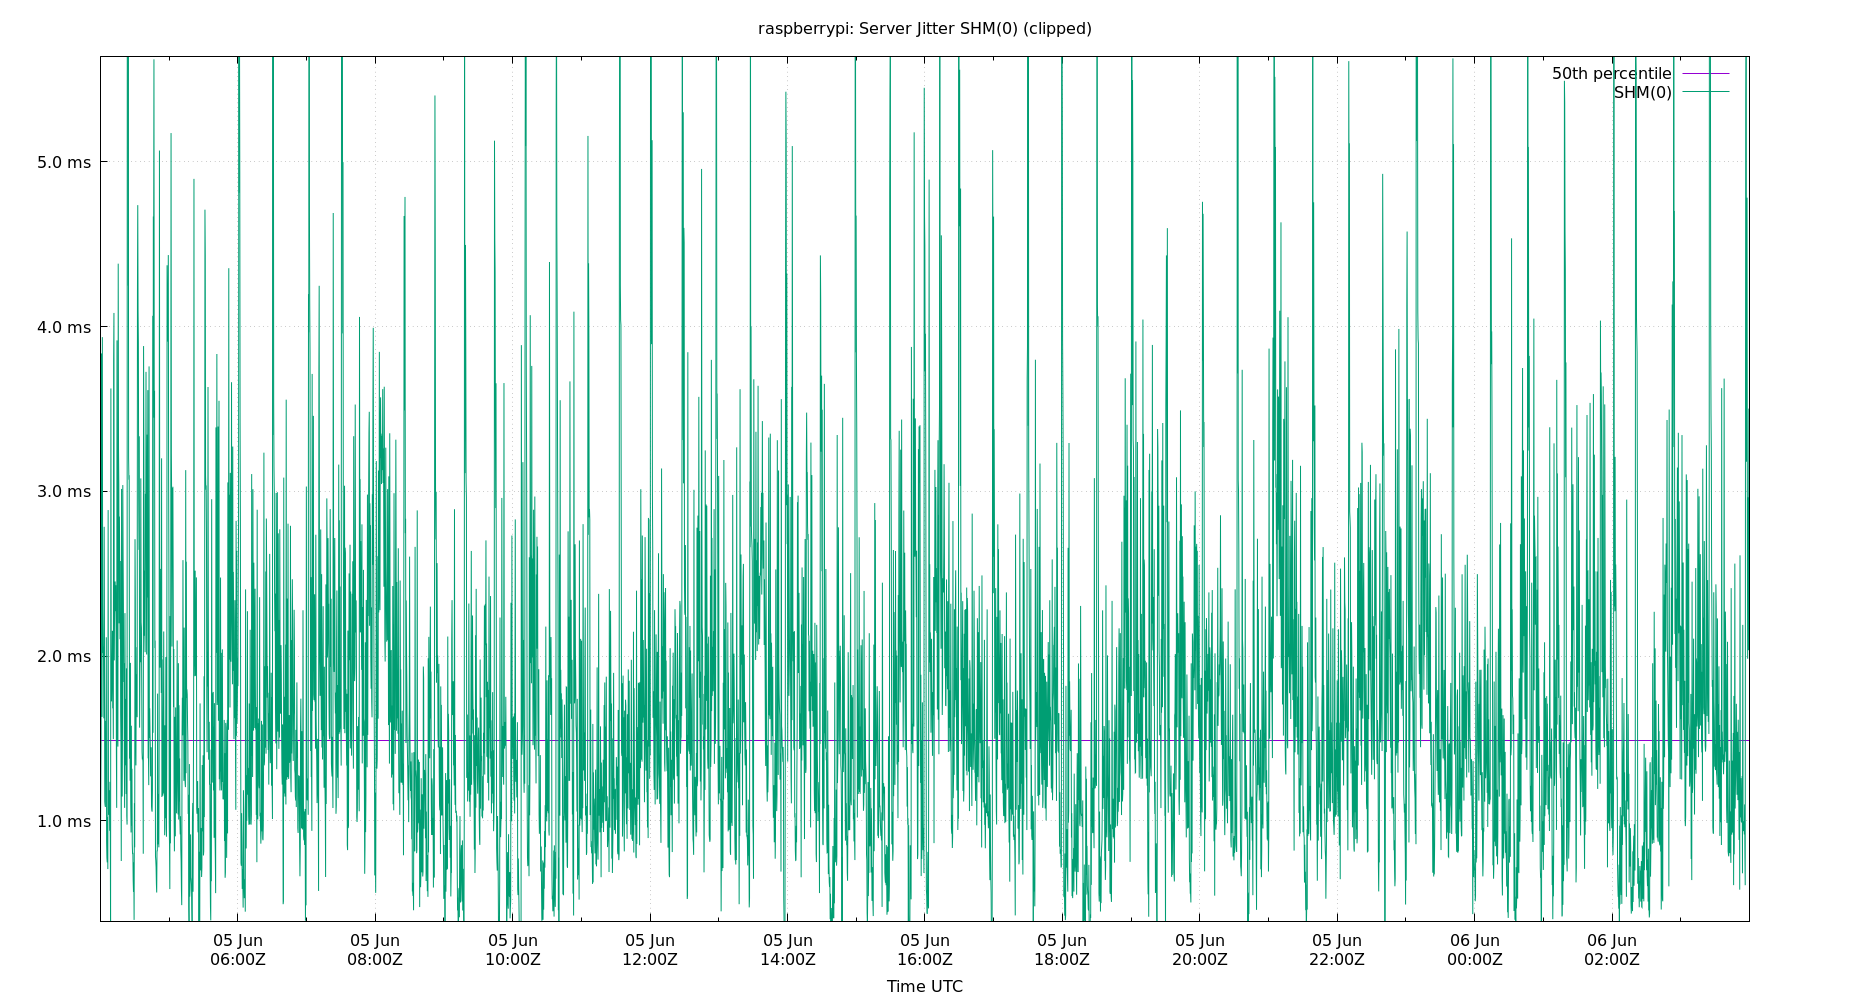 raspberrypi: Server Jitter SHM(0) (clipped)
50th percentile
SHM(0)
5.0 ms
4.0 ms
3.0 ms
2.0 ms
1.0 ms
05 Jun 05 Jun 05 Jun 05 Jun 05 Jun 05 Jun 05 Jun 05 Jun 05 Jun 06 Jun 06 Jun
06:00Z 08:00Z 10:00Z 12:00Z 14:00Z 16:00Z 18:00Z 20:00Z 22:00Z 00:00Z 02:00Z
Time UTC